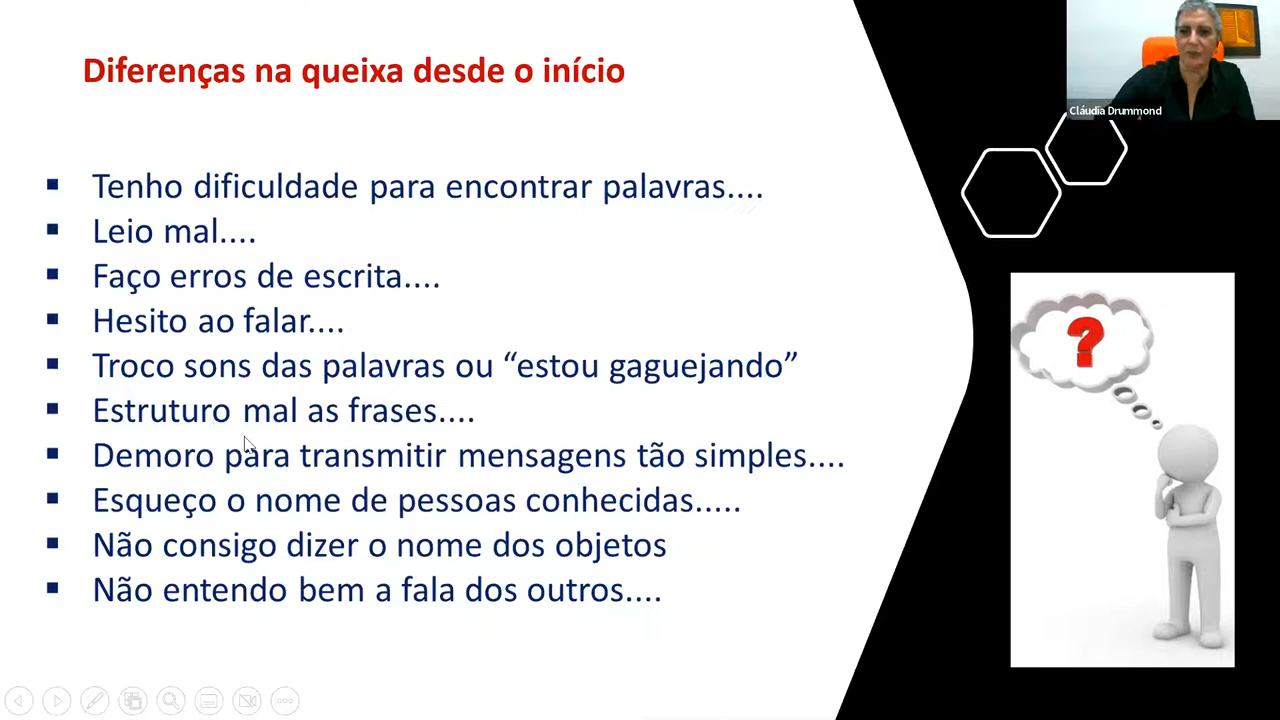 Diferenças na queixa desde o início
Cláudia Drummond
▪ Tenho dificuldade para encontrar palavras....
▪ Leio mal....
▪ Faço erros de escrita....
▪ Hesito ao falar....
▪ Troco sons das palavras ou “estou gaguejando”
▪ Estruturo mal as frases....
▪ Demoro para transmitir mensagens tão simples....
▪ Esqueço o nome de pessoas conhecidas.....
▪ Não consigo dizer o nome dos objetos
▪ Não entendo bem a fala dos outros....
?